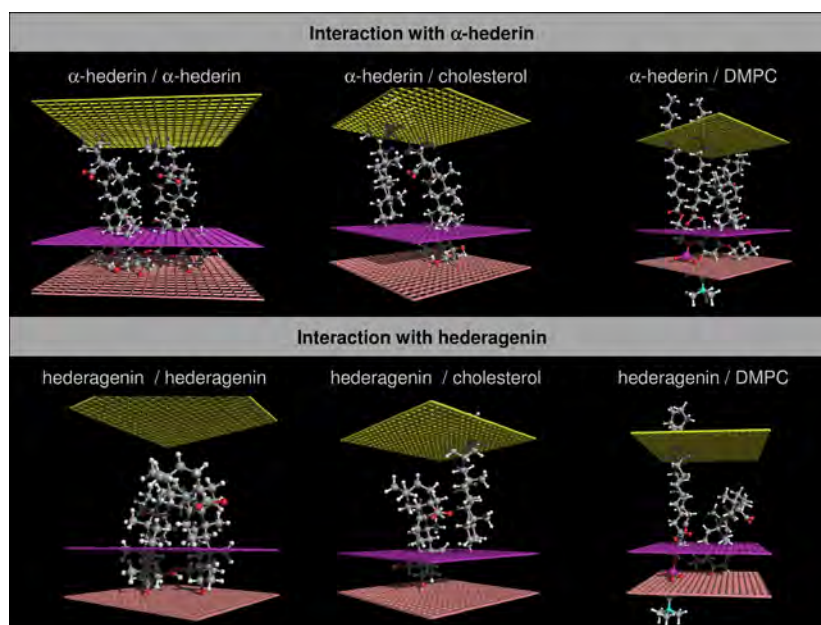 Interaction with α-hederin
α-hederin / α-hederin
α-hederin / cholesterol
α-hederin / DMPC
Interaction with hederagenin
hederagenin / hederagenin
hederagenin / cholesterol
hederagenin / DMPC